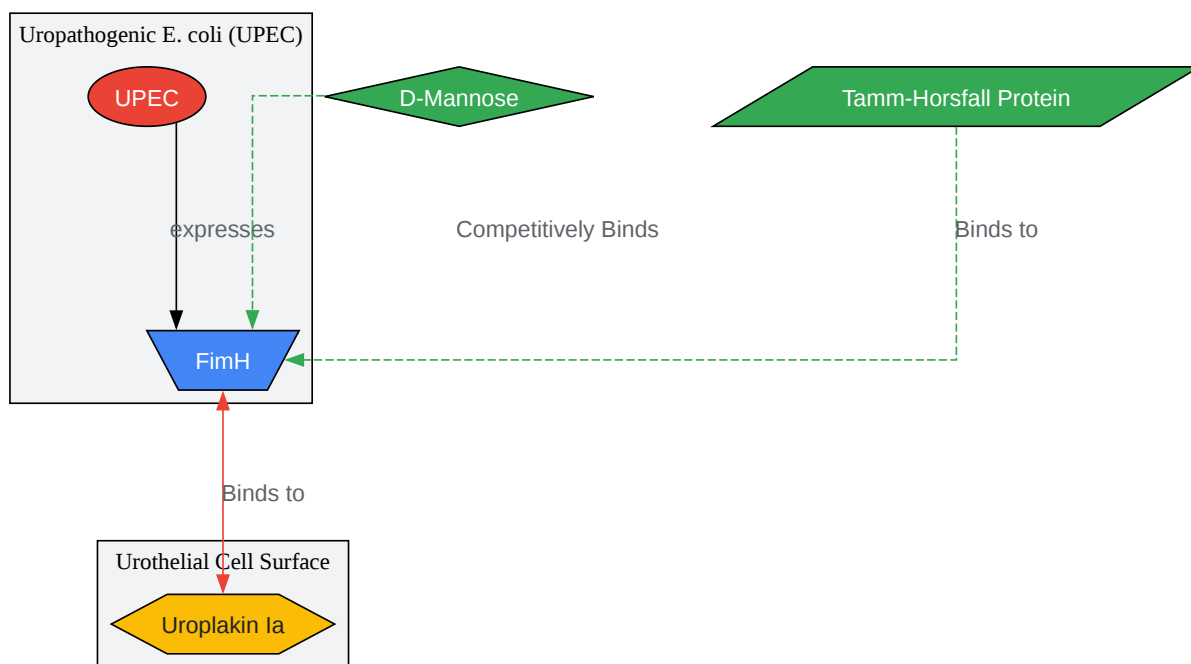 Uropathogenic E. coli (UPEC)
UPEC
D-Mannose
Tamm-Horsfall Protein
expresses
Competitively Binds
Binds to
FimH
Binds to
Urothelial Cell Surface
Uroplakin Ia